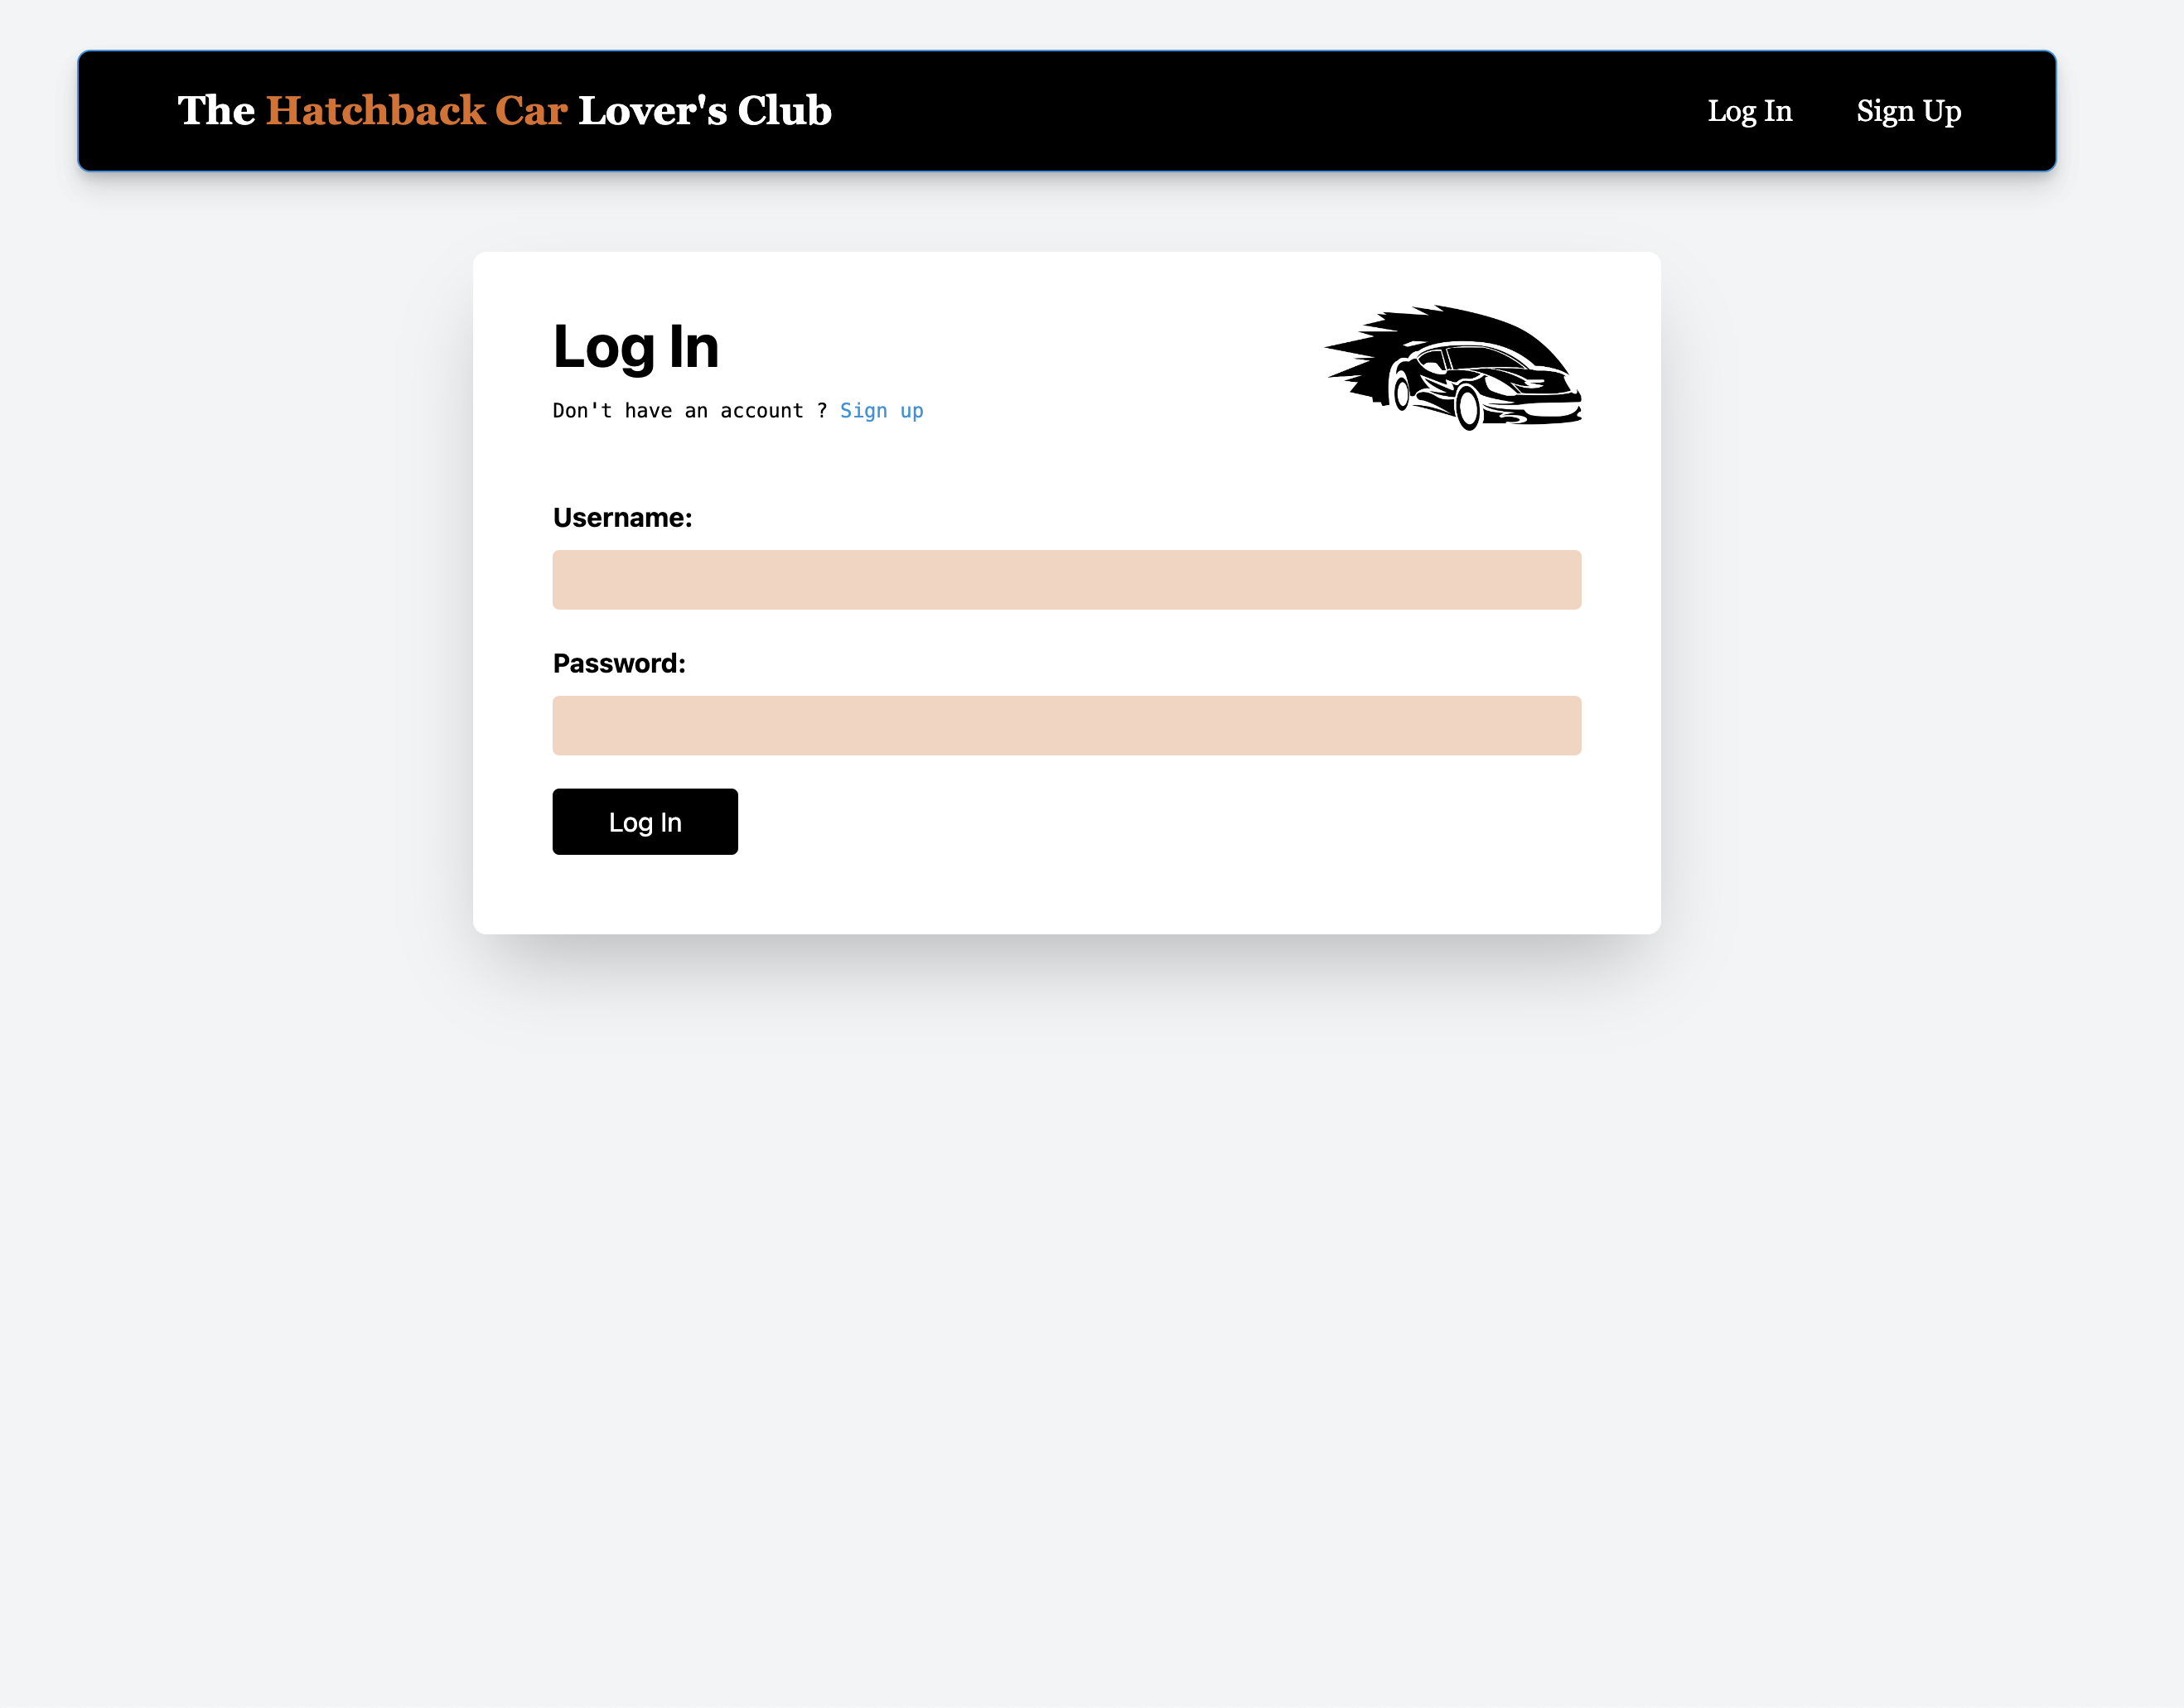 The Hatchback Car Lover's Club
Log In
Sign Up
Log In
Don't have an account ? Sign up
Username:
Password:
Log In